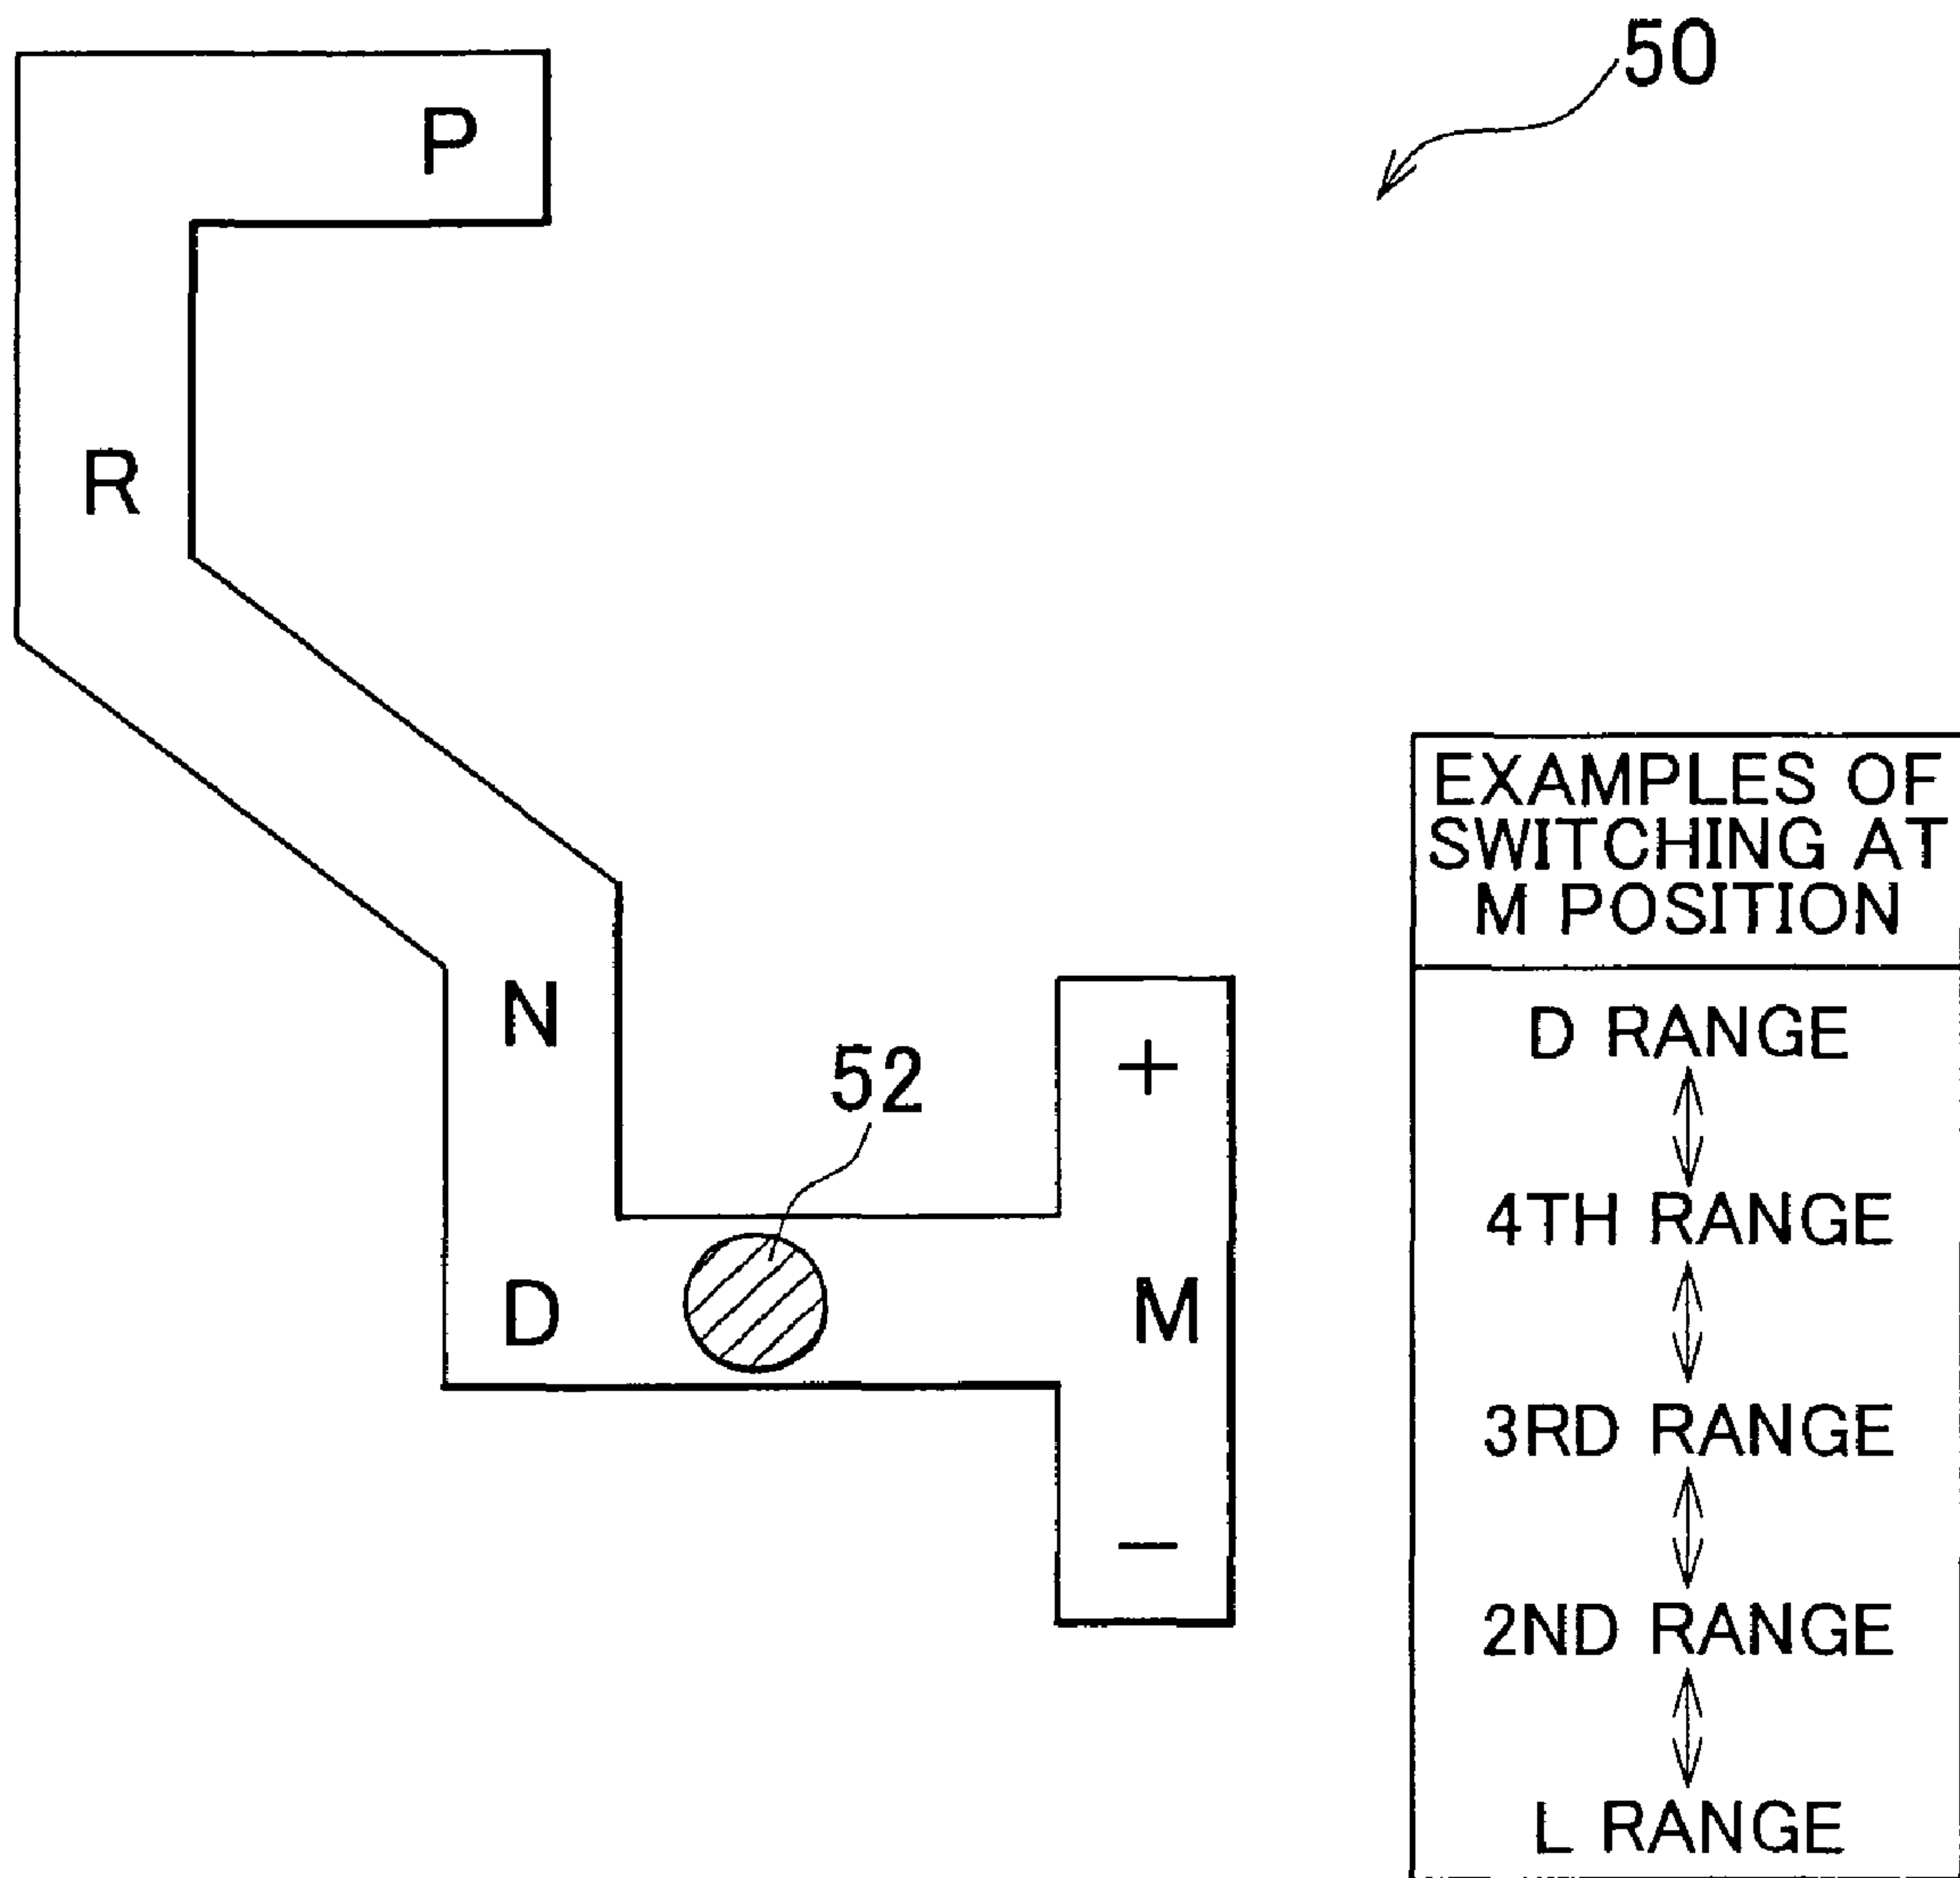 50
P
R
N
52
+
D
M
−
EXAMPLES OF
SWITCHING AT
M POSITION
D RANGE
4TH RANGE
3RD RANGE
2ND RANGE
L RANGE